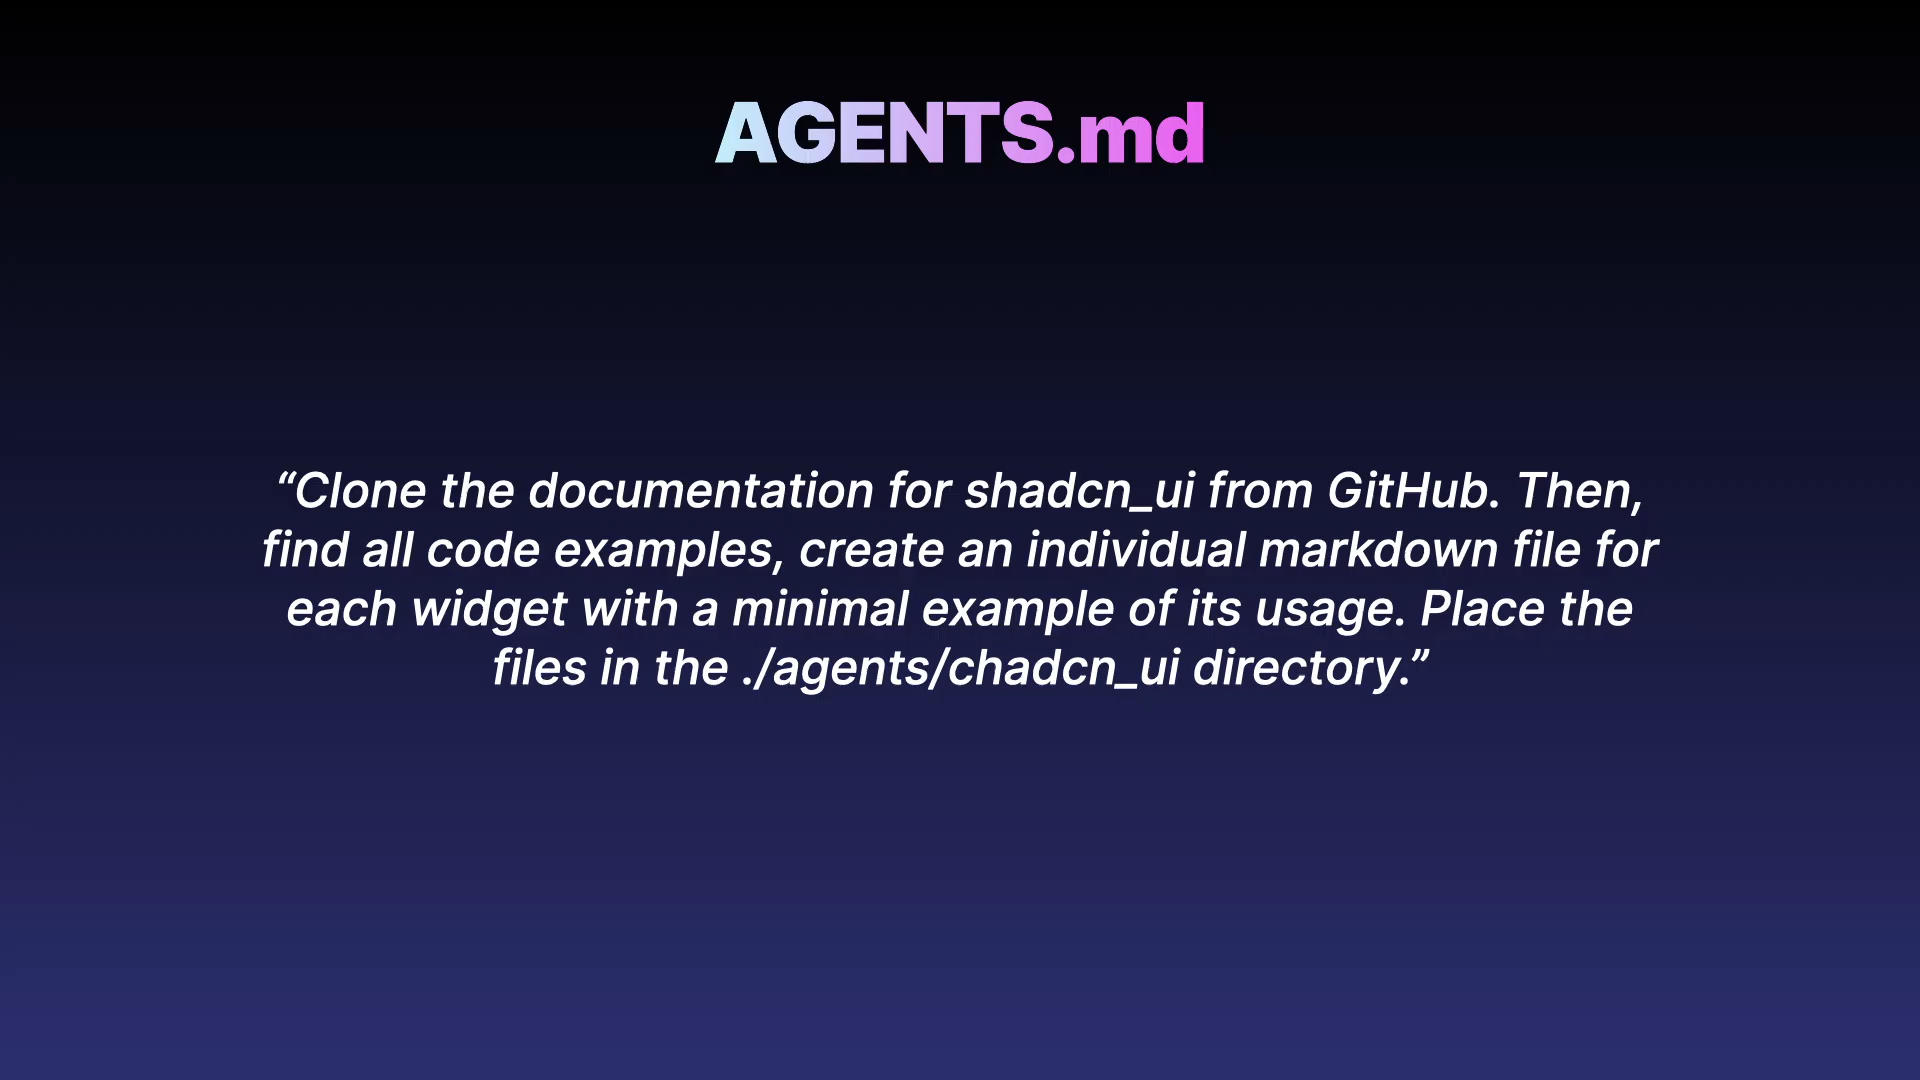 AGENTS.md
“Clone the documentation for shadcn_ui from GitHub. Then,
find all code examples, create an individual markdown file for
each widget with a minimal example of its usage. Place the
files in the ./agents/chadcn_ui directory.”